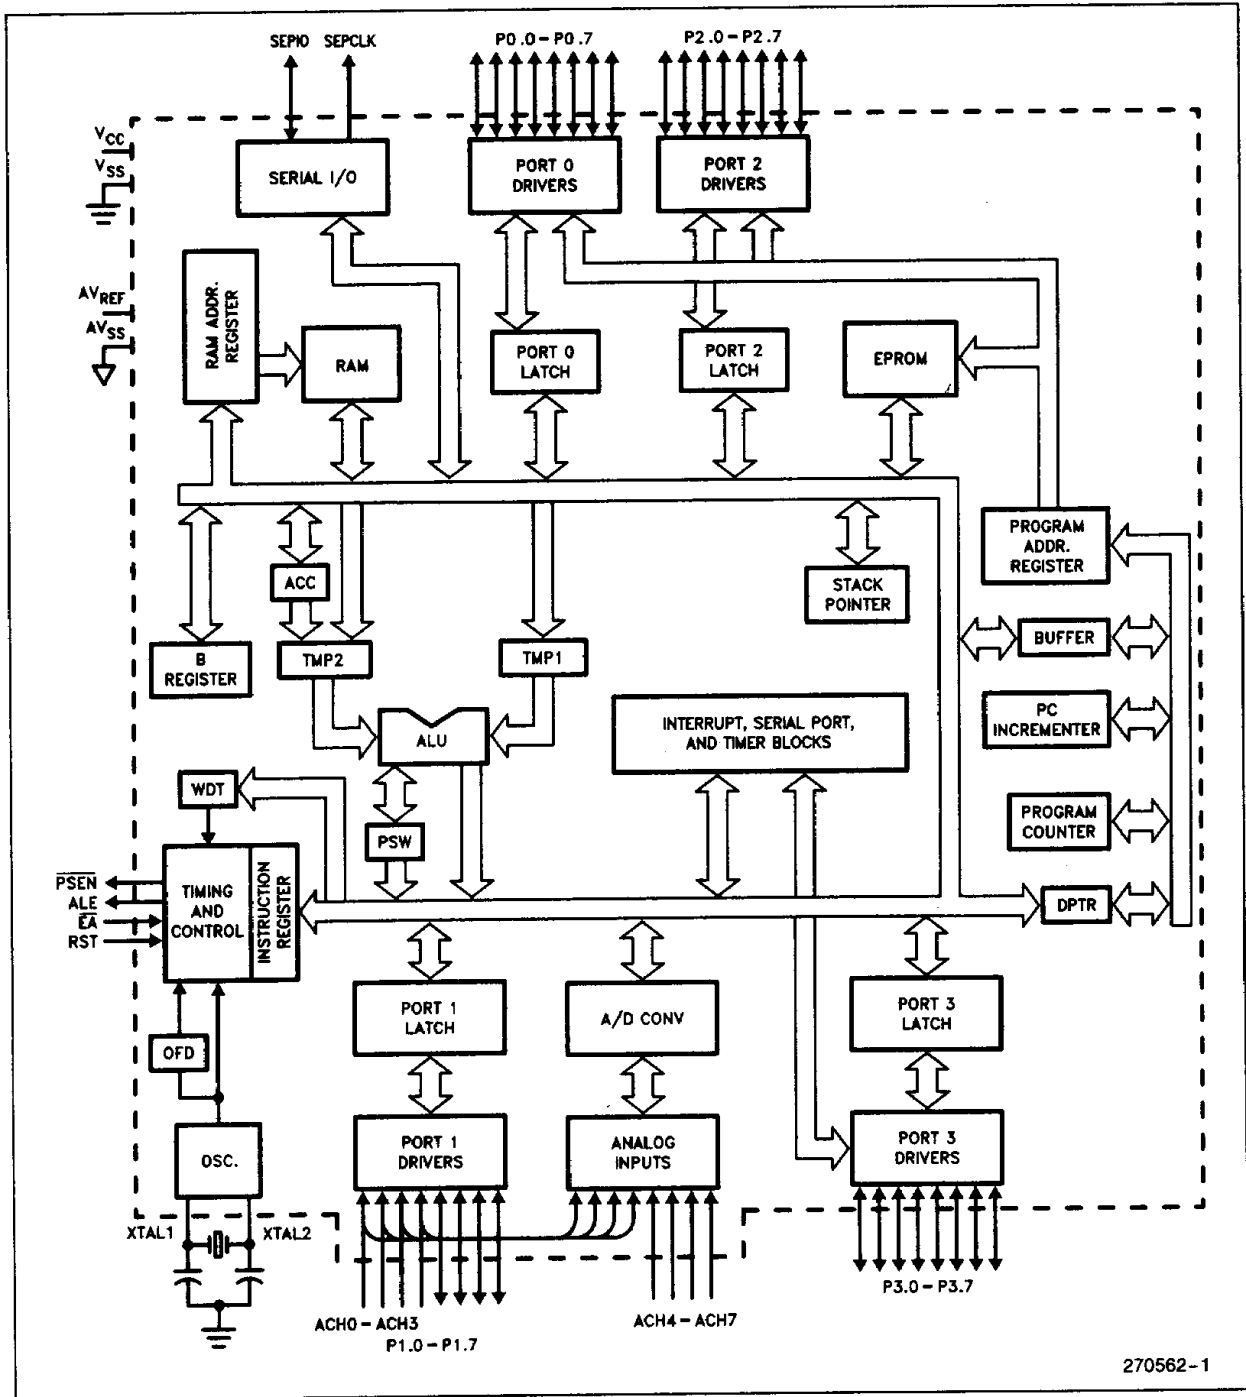 SEPIO SEPCLK
P0.0-P0.7
P2.0-P2.7
VCC
VSS
SERIAL I/O
PORT 0
DRIVERS
PORT 2
DRIVERS
AVREF
AVSS
RAM ADDR.
REGISTER
RAM
PORT 0
LATCH
PORT 2
LATCH
EPROM
PROGRAM
ADDR.
REGISTER
ACC
STACK
POINTER
BUFFER
B
REGISTER
TMP2
TMP1
ALU
INTERRUPT, SERIAL PORT,
AND TIMER BLOCKS
PC
INCREMENTER
WDT
PSW
PROGRAM
COUNTER
PSEN
ALE
EA
RST
TIMING
AND
CONTROL
INSTRUCTION
REGISTER
DPTR
PORT 1
LATCH
A/D CONV
PORT 3
LATCH
OFD
OSC.
PORT 1
DRIVERS
ANALOG
INPUTS
PORT 3
DRIVERS
XTAL1
XTAL2
ACH0-ACH3
P1.0-P1.7
ACH4-ACH7
P3.0-P3.7
270562-1